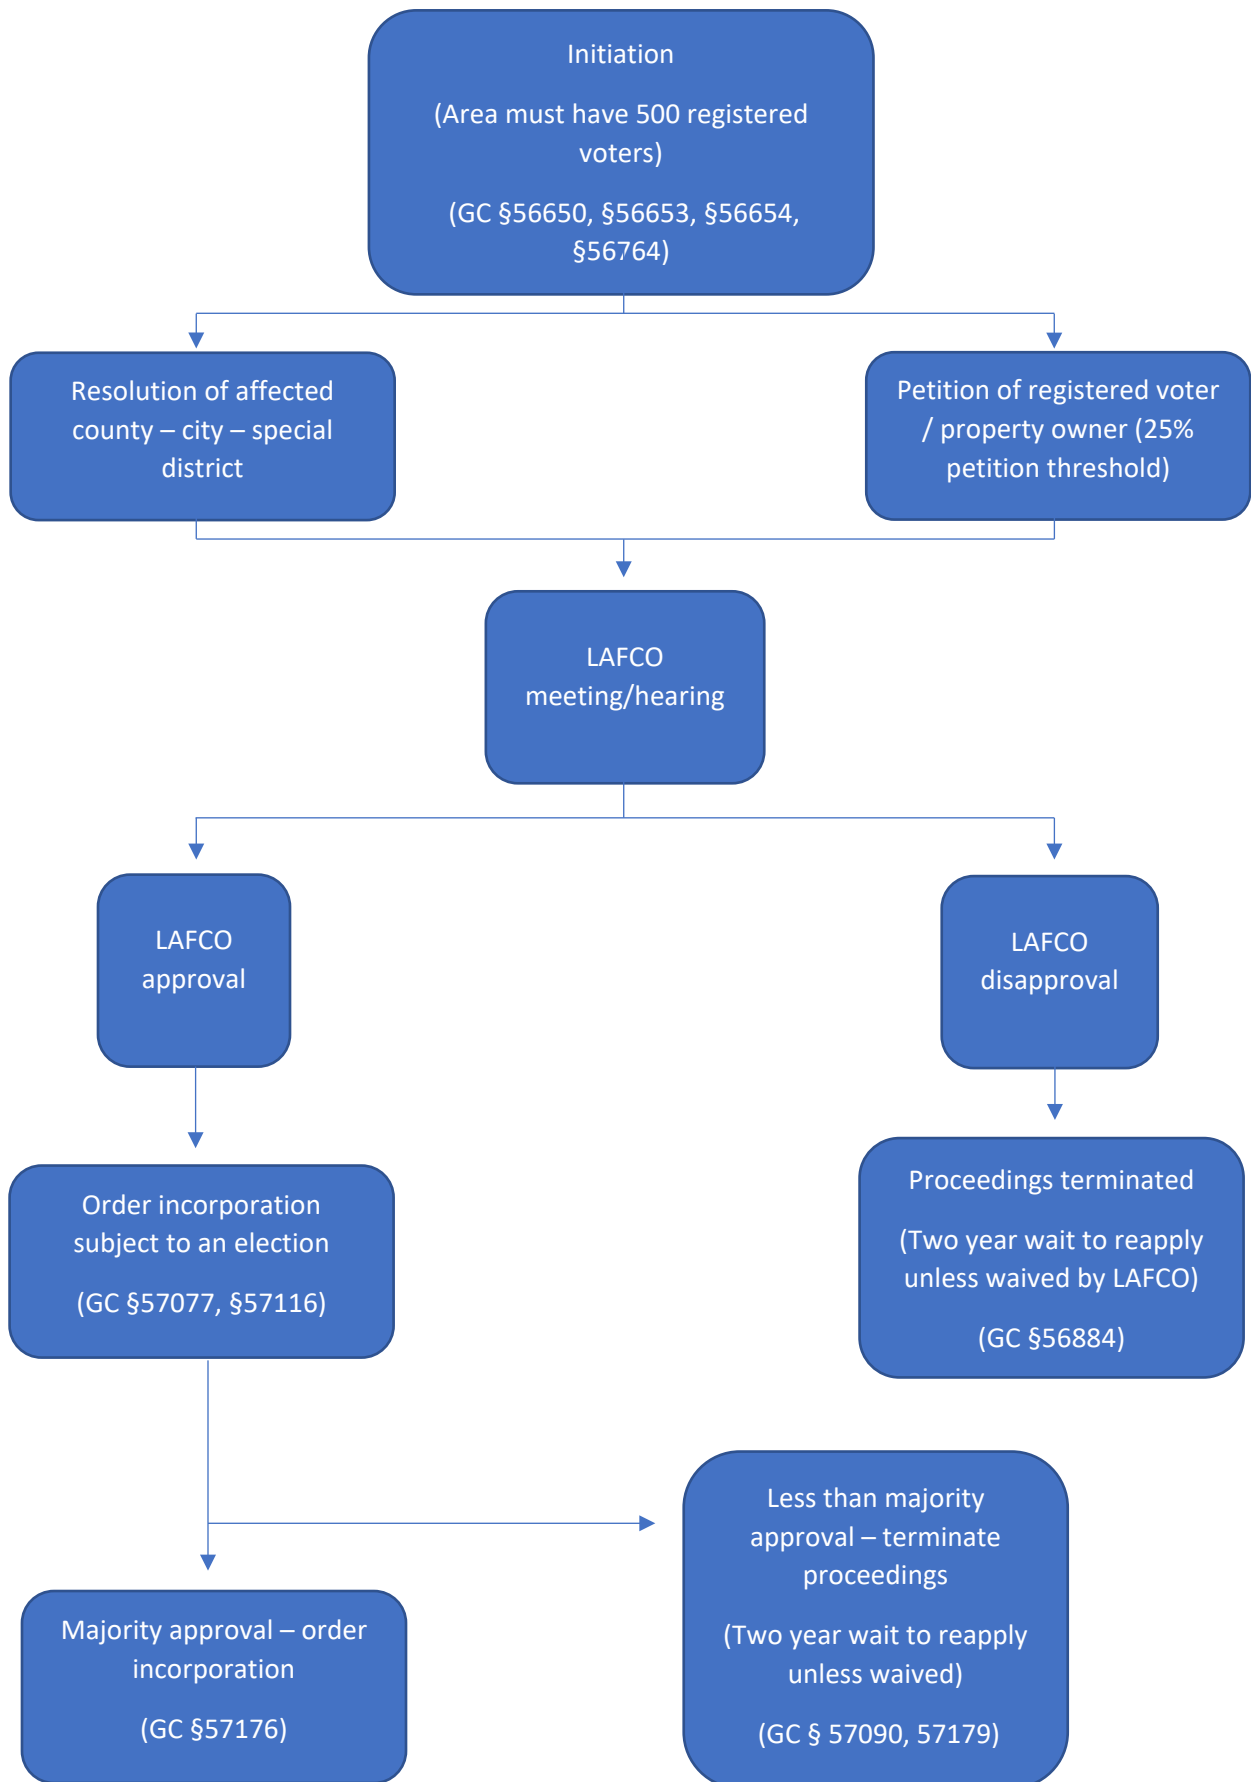 Initiation
(Area must have 500 registered
voters)
(GC §56650, §56653, §56654,
§56764)
Resolution of affected
county – city – special
district
Petition of registered voter
/ property owner (25%
petition threshold)
LAFCO
meeting/hearing
LAFCO
approval
LAFCO
disapproval
Order incorporation
subject to an election
(GC §57077, §57116)
Proceedings terminated
(Two year wait to reapply
unless waived by LAFCO)
(GC §56884)
Less than majority
approval – terminate
proceedings
(Two year wait to reapply
unless waived)
(GC § 57090, 57179)
Majority approval – order
incorporation
(GC §57176)